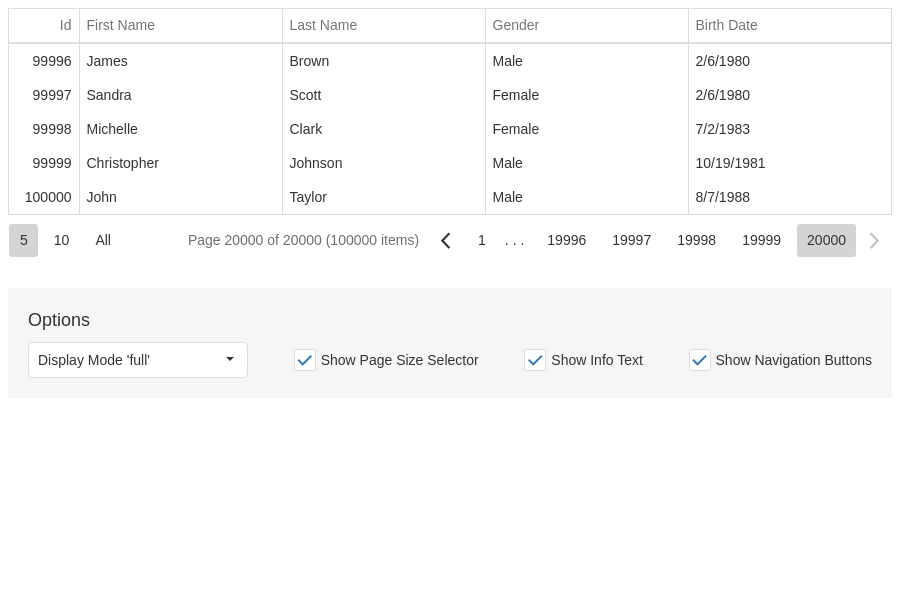 Id First Name Last Name Gender Birth Date
99996 James Brown Male 2/6/1980
99997 Sandra Scott Female 2/6/1980
99998 Michelle Clark Female 7/2/1983
99999 Christopher Johnson Male 10/19/1981
100000 John Taylor Male 8/7/1988
5 10 All Page 20000 of 20000 (100000 items) 1 . . . 19996 19997 19998 19999 20000
Options
Display Mode 'full' Show Page Size Selector Show Info Text Show Navigation Buttons